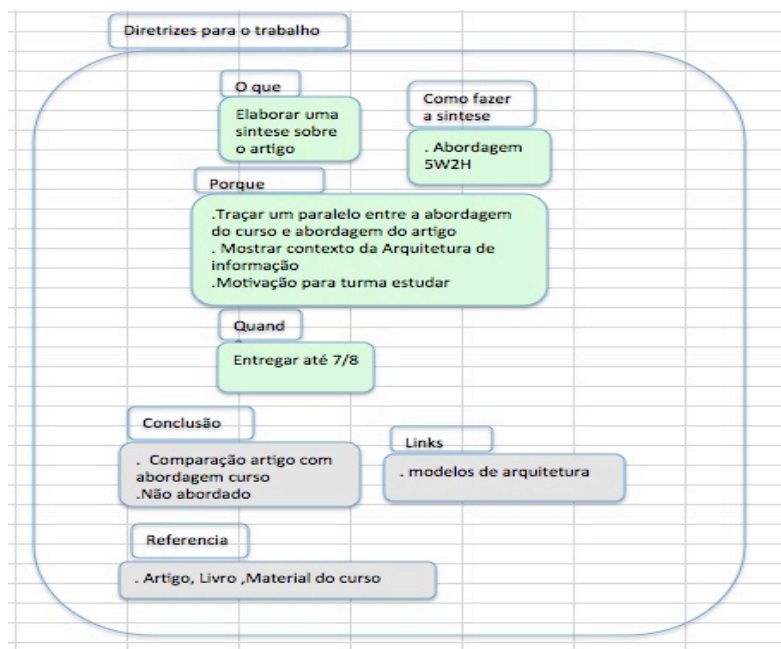 Diretrizes para o trabalho
O que
Elaborar uma
sintese sobre
o artigo
Como fazer
a sintese
. Abordagem
5W2H
Porque
.Traçar um paralelo entre a abordagem
do curso e abordagem do artigo
. Mostrar contexto da Arquitetura de
informação
.Motivação para turma estudar
Quand
Entregar até 7/8
Conclusão
. Comparação artigo com
abordagem curso
.Não abordado
Links
. modelos de arquitetura
Referencia
. Artigo, Livro ,Material do curso